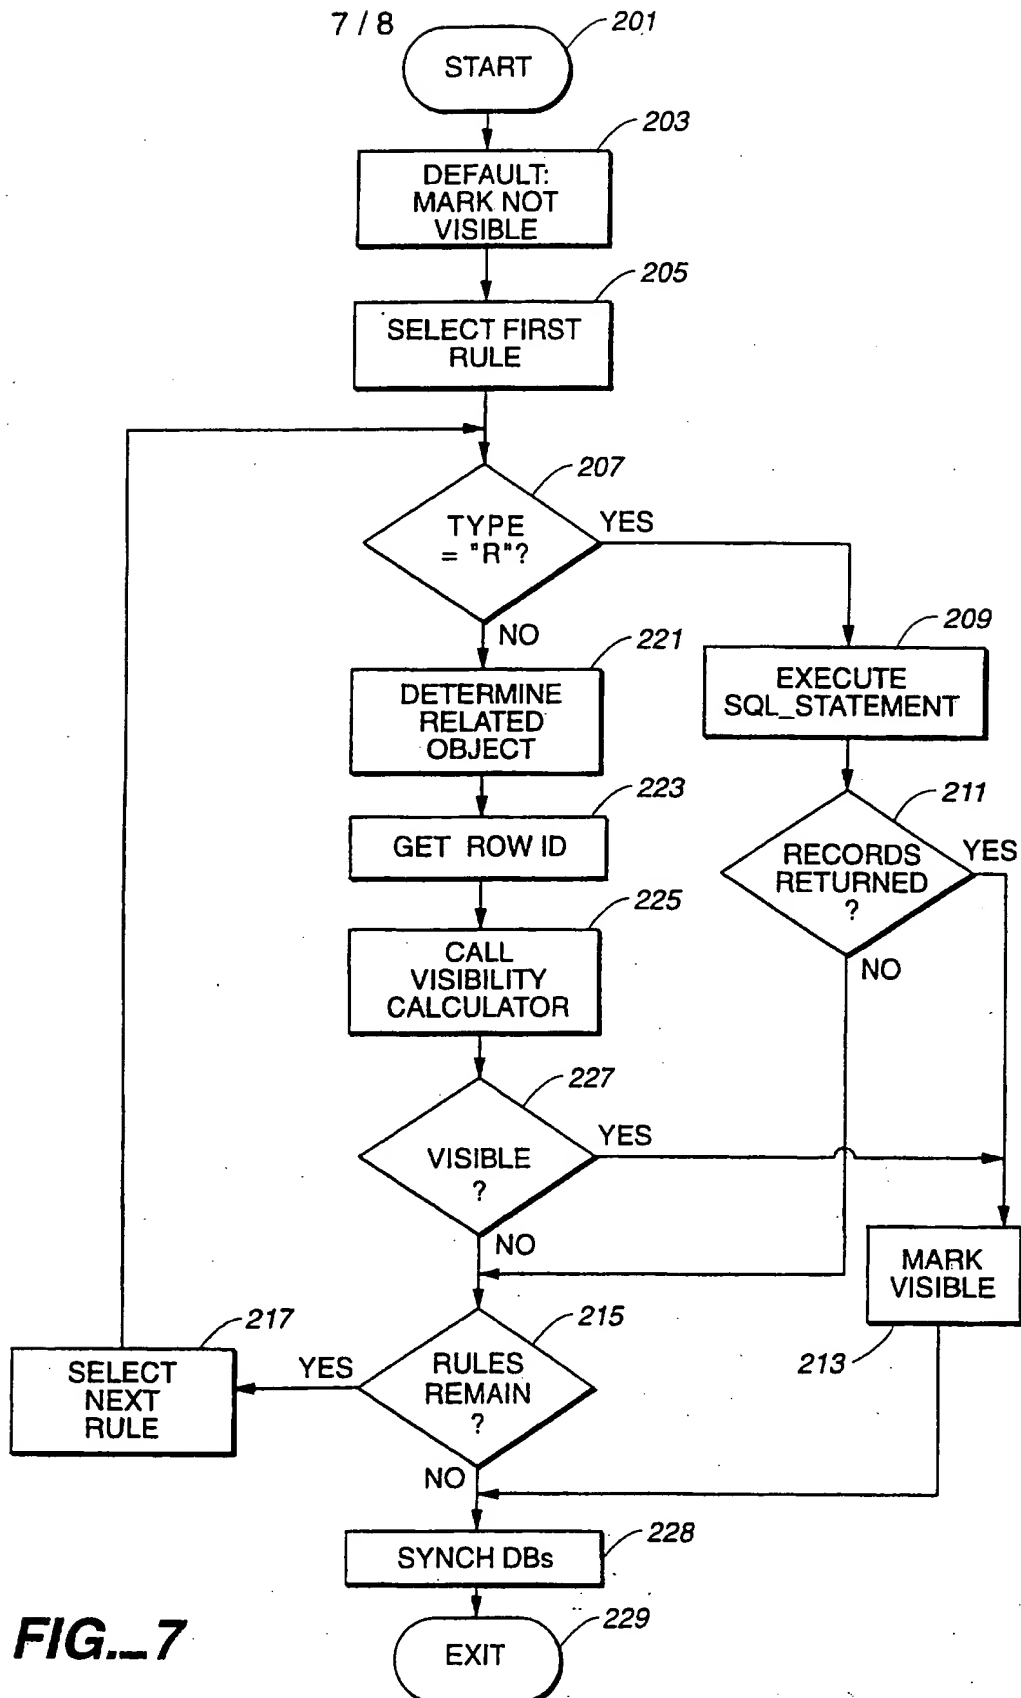 7 / 8
201
START
203
DEFAULT:
MARK NOT
VISIBLE
205
SELECT FIRST
RULE
207
TYPE
= "R"?
YES
NO
209
EXECUTE
SQL_STATEMENT
221
DETERMINE
RELATED
OBJECT
211
RECORDS
RETURNED
?
YES
NO
223
GET ROW ID
225
CALL
VISIBILITY
CALCULATOR
227
VISIBLE
?
YES
NO
MARK
VISIBLE
213
215
RULES
REMAIN
?
YES
NO
217
SELECT
NEXT
RULE
228
SYNCH DBs
229
EXIT
FIG._7